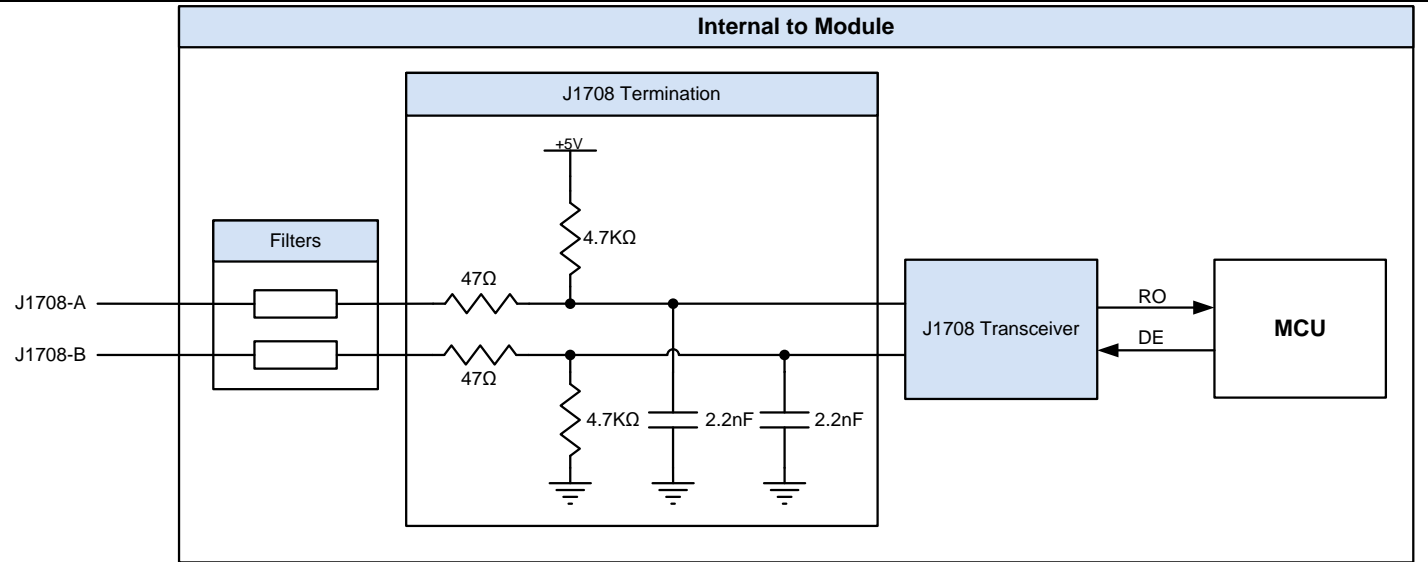 Internal to Module
J1708 Termination
+5V
4.7KΩ
Filters
47Ω
J1708-A
J1708-B
47Ω
4.7KΩ
2.2nF
2.2nF
J1708 Transceiver
RO
DE
MCU